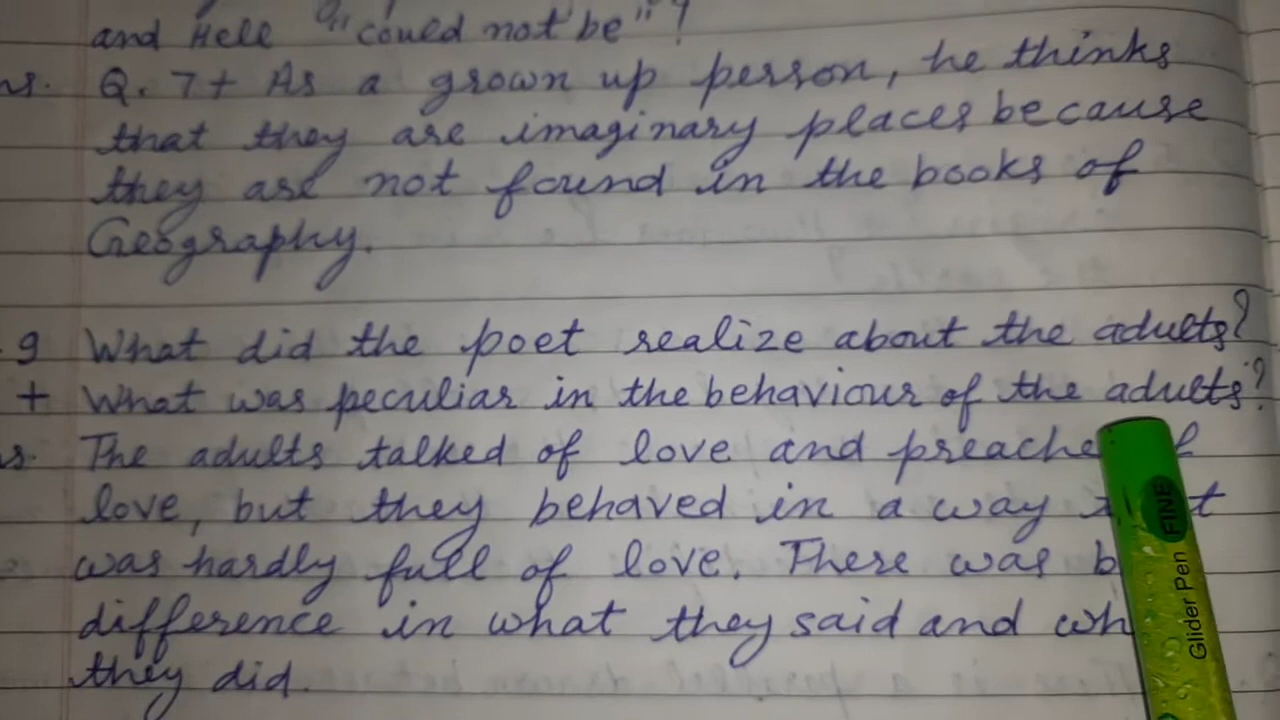 and Hell "could not be"?
Q. 7+ As a grown up person, he thinks
that they are imaginary places because
they are not found in the books of
Geography.
9 What did the poet realize about the adults?
+ What was peculiar in the behaviour of the adults?
The adults talked of love and preache
love, but they behaved in a way
was hardly full of love. There was
difference in what they said and
they did.
FINE
Glider Pen